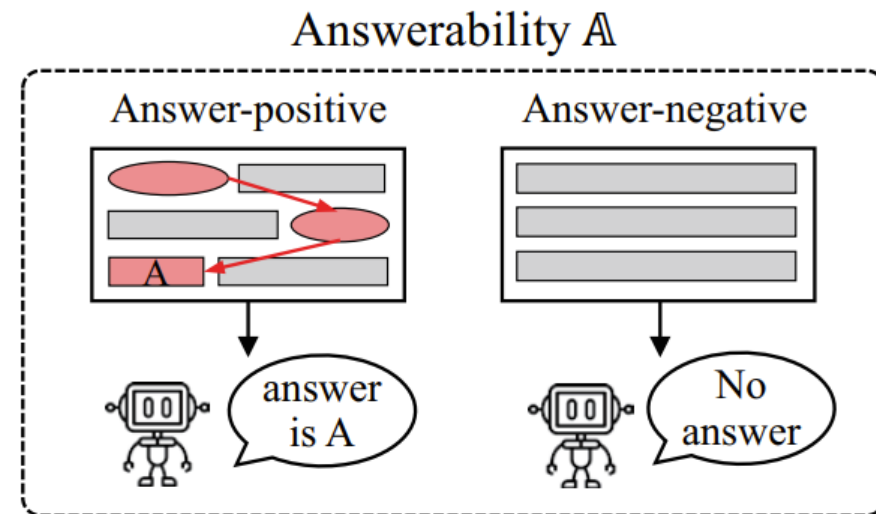 Answerability 𝔸
Answer-positive
Answer-negative
A
answer
is A
No
answer